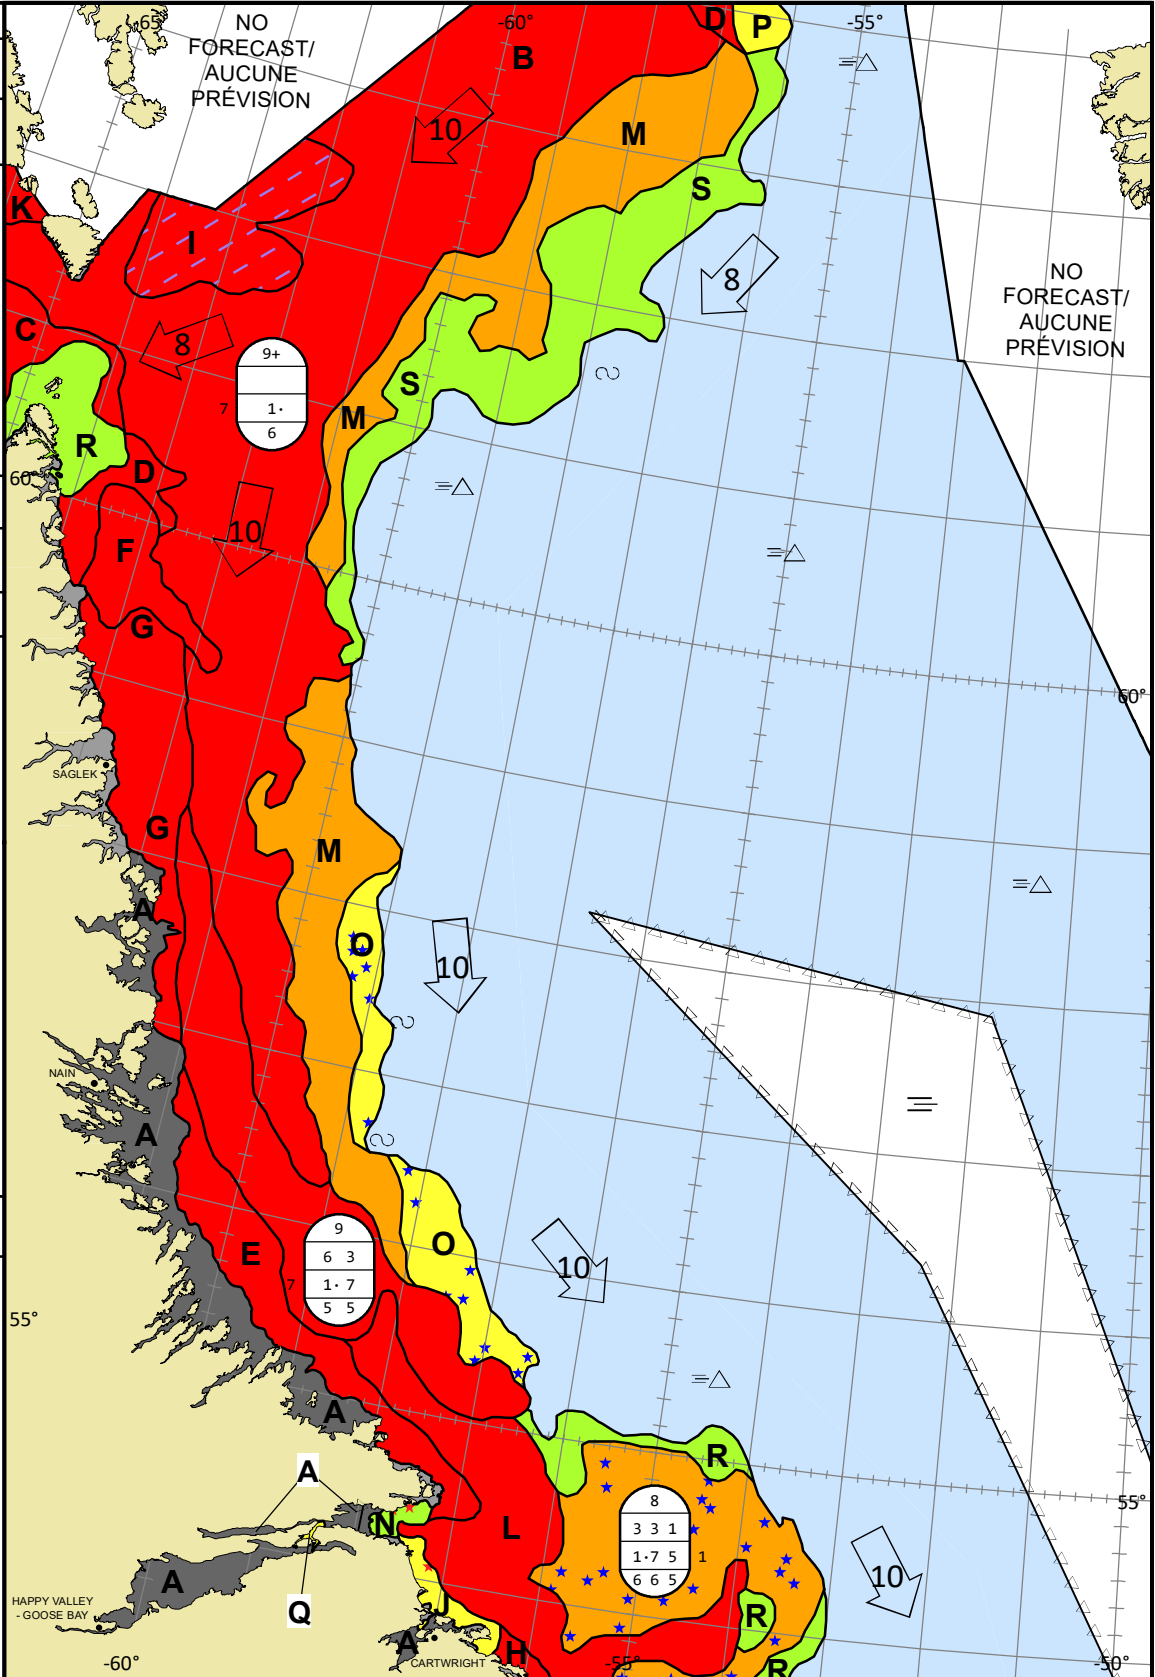 -65°
-60°
-55°
NO
FORECAST/
AUCUNE
PRÉVISION
D
P
B
10
M
K
S
I
8
NO
FORECAST/
AUCUNE
PRÉVISION
C
8
9+
7 1·
6
S
M
R
D
60°
10
F
G
60°
SAGLEK
G
M
A
O
10
NAIN
A
9
6 3
7 1· 7
5 5
E
O
10
55°
A
R
A
8
3 3 1
1·7 5 1
6 6 5
55°
N
L
10
A
Q
HAPPY VALLEY
- GOOSE BAY
J
R
A
H
CARTWRIGHT
R
-60°
-55°
-50°